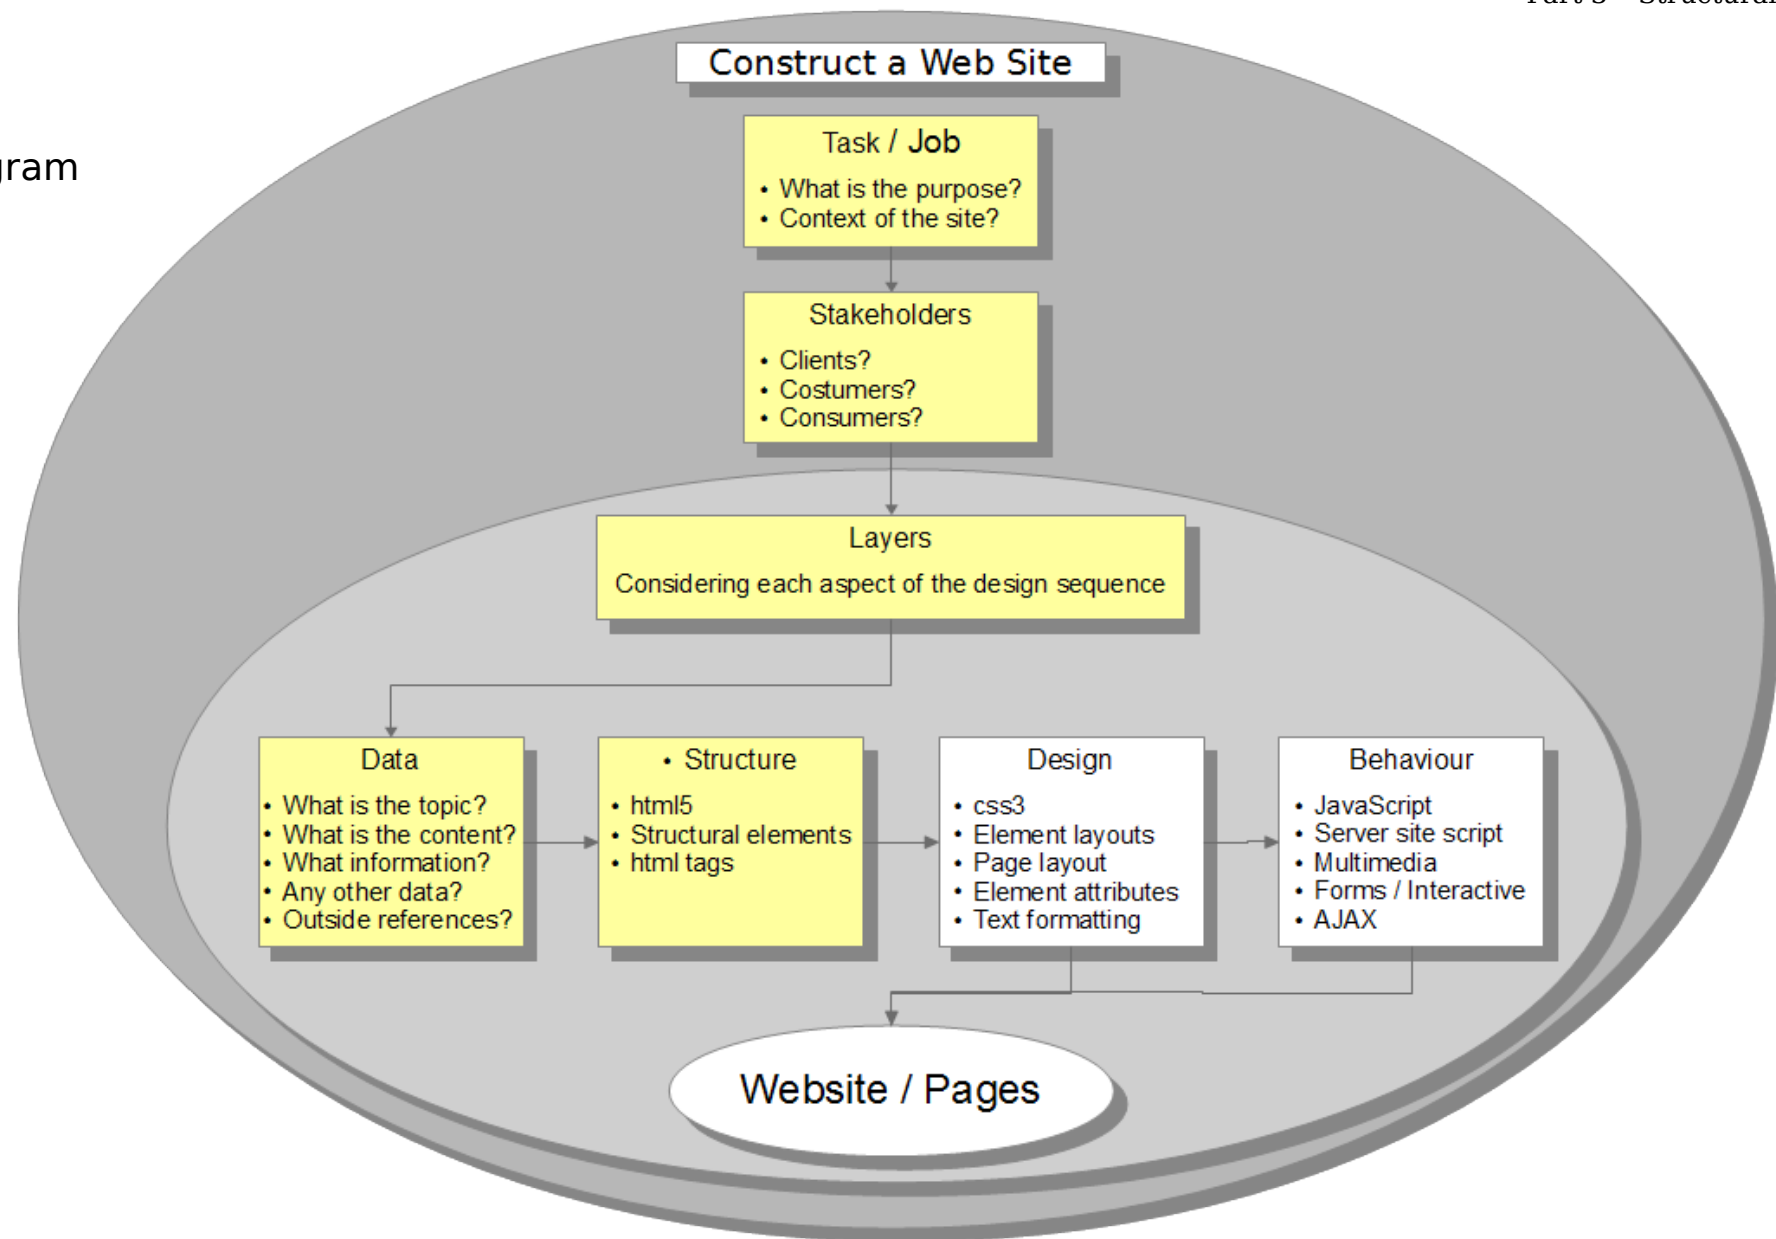 Construct a Web Site
gram
Task / Job
• What is the purpose?
• Context of the site?
Stakeholders
• Clients?
• Costumers?
• Consumers?
Layers
Considering each aspect of the design sequence
Data
• What is the topic?
• What is the content?
• What information?
• Any other data?
• Outside references?
• Structure
• html5
• Structural elements
• html tags
Design
• css3
• Element layouts
• Page layout
• Element attributes
• Text formatting
Behaviour
• JavaScript
• Server site script
• Multimedia
• Forms / Interactive
• AJAX
Website / Pages